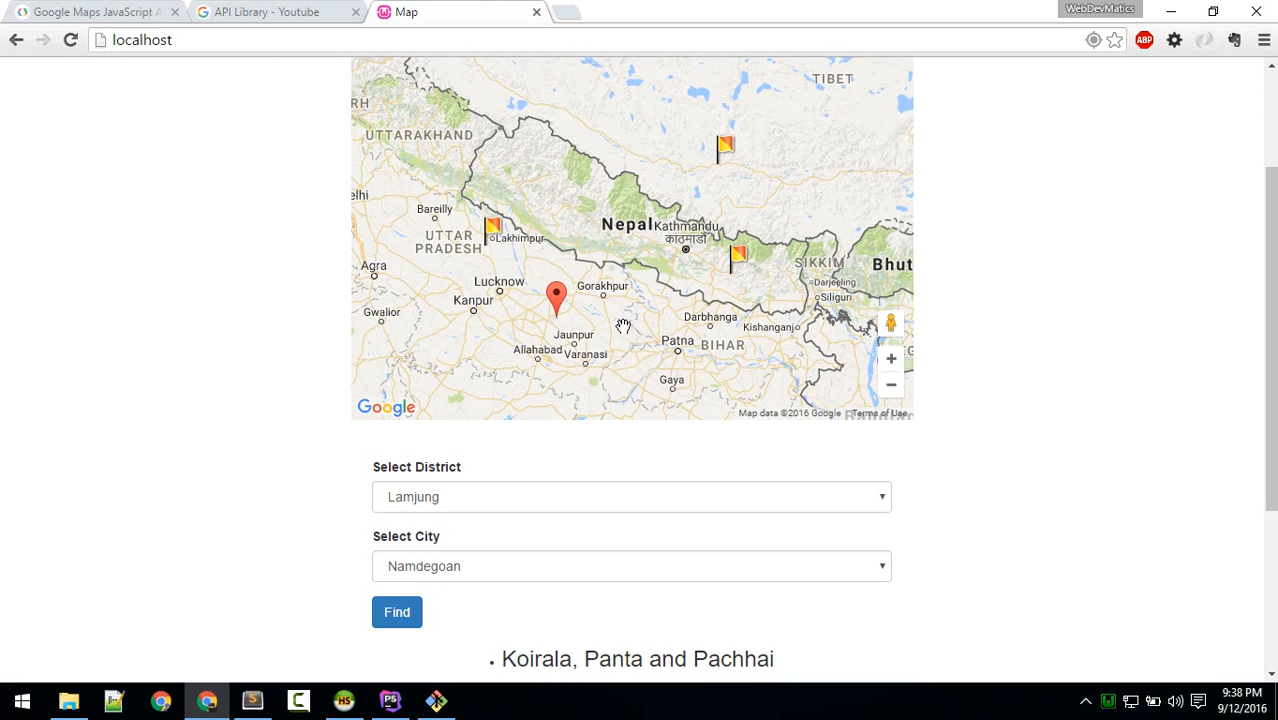 Google Maps JavaScript A
API Library - Youtube
Map
WebDevMatics
localhost
ABP
TIBET
RH
UTTARAKHAND
elhi
Bareilly
Nepal
Kathmandu
काठमाडौं
UTTAR
PRADESH
Lakhimpur
SIKKIM
Bhut
Agra
Lucknow
Gorakhpur
Darjeeling
Siliguri
Kanpur
Gwalior
Darbhanga
Kishanganj
Jaunpur
Patna
BIHAR
Allahabad
Varanasi
Gaya
Google
Map data ©2016 Google
Terms of Use
Select District
Lamjung
Select City
Namdegoan
Find
• Koirala, Panta and Pachhai
9:38 PM
9/12/2016